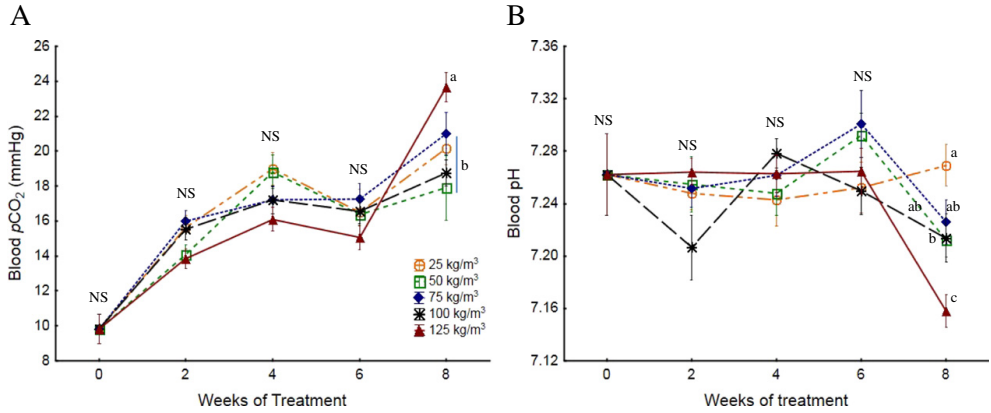 A
26
24
22
20
18
16
14
12
10
8
Blood pCO2 (mmHg)
NS
NS
NS
NS
a
b
25 kg/m³
50 kg/m³
75 kg/m³
100 kg/m³
125 kg/m³
0
2
4
6
8
Weeks of Treatment
B
7.36
7.32
7.28
7.24
7.20
7.16
7.12
Blood pH
NS
NS
NS
NS
a
ab
ab
b
c
0
2
4
6
8
Weeks of treatment